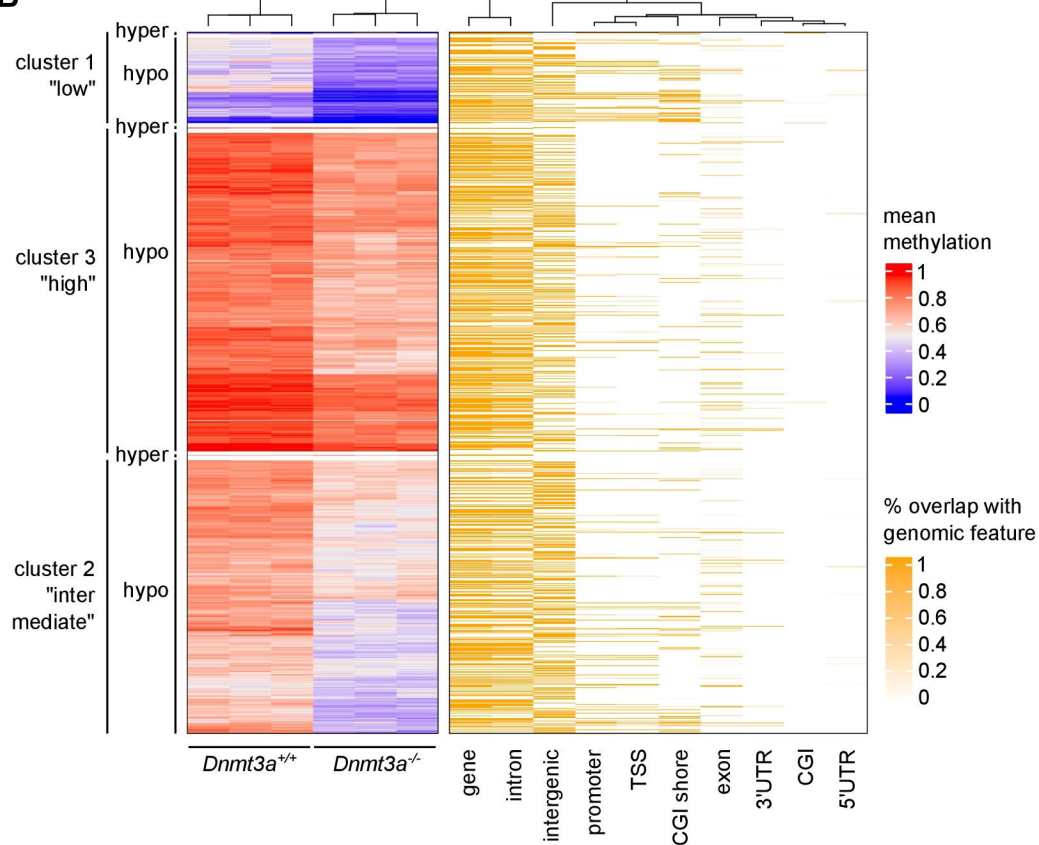 hyper
cluster 1
"low"
hypo
hyper
cluster 3
"high"
hypo
hyper
cluster 2
"inter
mediate"
hypo
Dnmt3a+/+
Dnmt3a-/-
gene
intron
intergenic
promoter
TSS
CGI shore
exon
3'UTR
CGI
5'UTR
mean
methylation
1
0.8
0.6
0.4
0.2
0
% overlap with
genomic feature
1
0.8
0.6
0.4
0.2
0